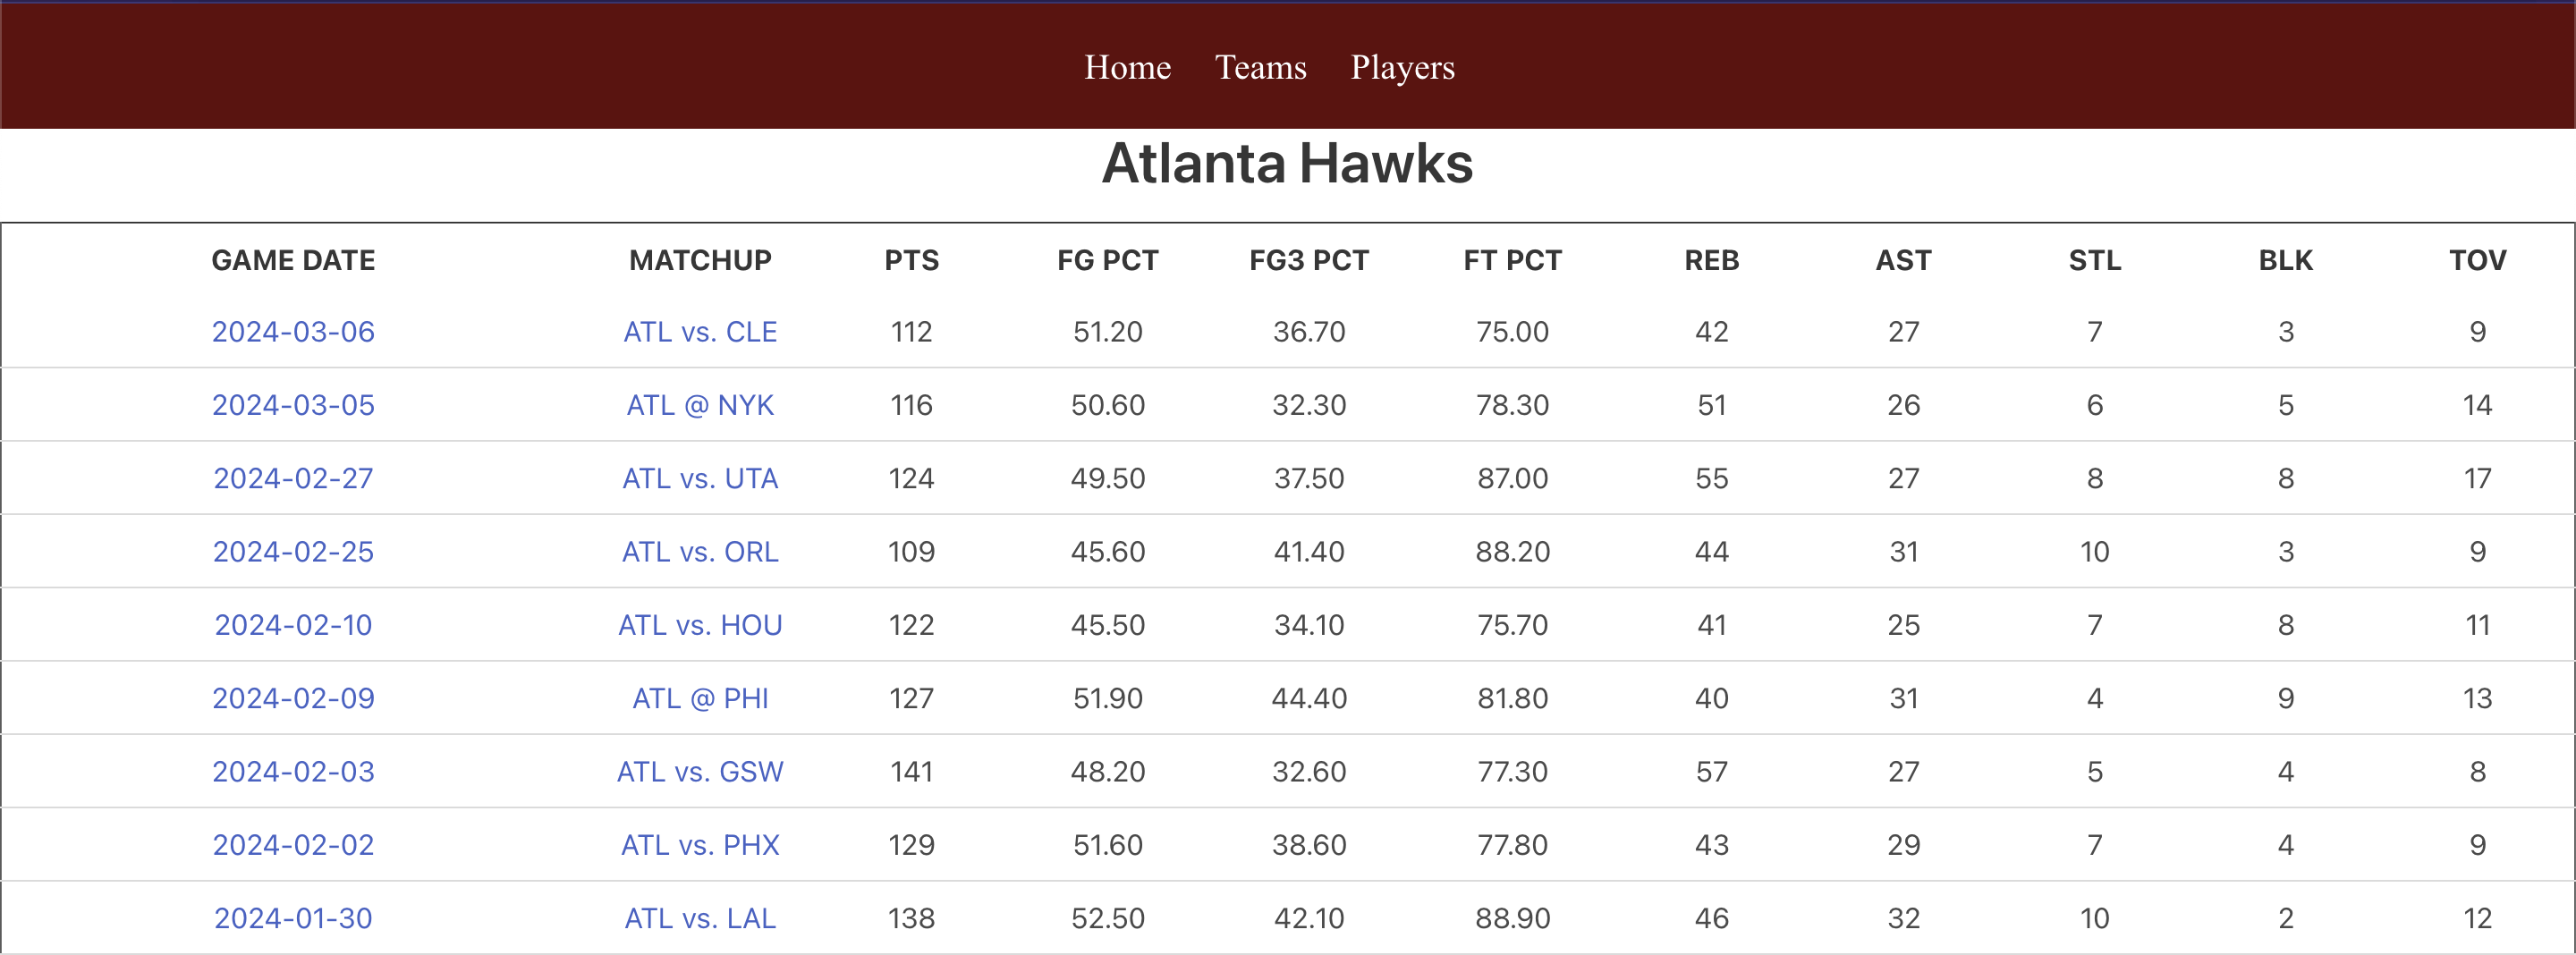 Home Teams Players
Atlanta Hawks
GAME DATE MATCHUP PTS FG PCT FG3 PCT FT PCT REB AST STL BLK TOV
2024-03-06 ATL vs. CLE 112 51.20 36.70 75.00 42 27 7 3 9
2024-03-05 ATL @ NYK 116 50.60 32.30 78.30 51 26 6 5 14
2024-02-27 ATL vs. UTA 124 49.50 37.50 87.00 55 27 8 8 17
2024-02-25 ATL vs. ORL 109 45.60 41.40 88.20 44 31 10 3 9
2024-02-10 ATL vs. HOU 122 45.50 34.10 75.70 41 25 7 8 11
2024-02-09 ATL @ PHI 127 51.90 44.40 81.80 40 31 4 9 13
2024-02-03 ATL vs. GSW 141 48.20 32.60 77.30 57 27 5 4 8
2024-02-02 ATL vs. PHX 129 51.60 38.60 77.80 43 29 7 4 9
2024-01-30 ATL vs. LAL 138 52.50 42.10 88.90 46 32 10 2 12